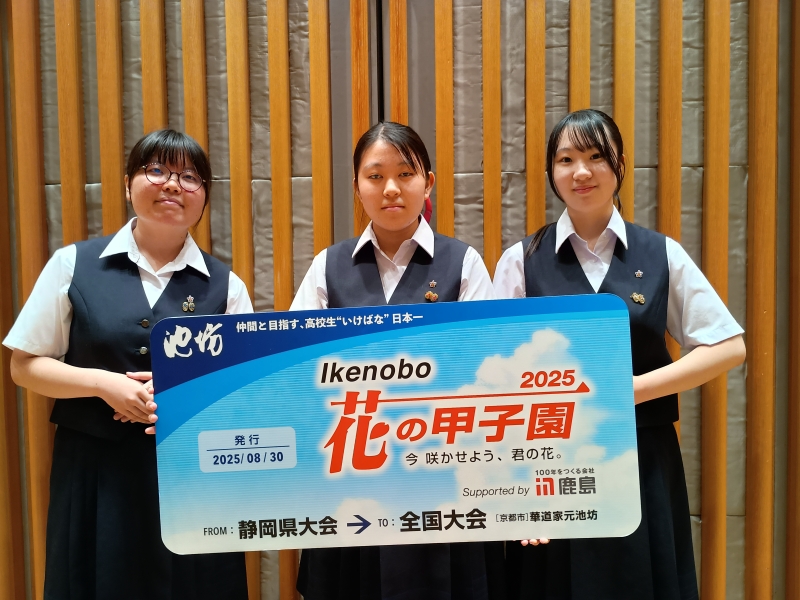 池坊
仲間と目指す、高校生“いけばな”日本一
Ikenobo
2025
花の甲子園
今 咲かせよう、君の花。
発行
2025/08/30
100年をつくる会社
Supported by 鹿島
FROM：静岡県大会 → TO：全国大会 [京都市]華道家元池坊